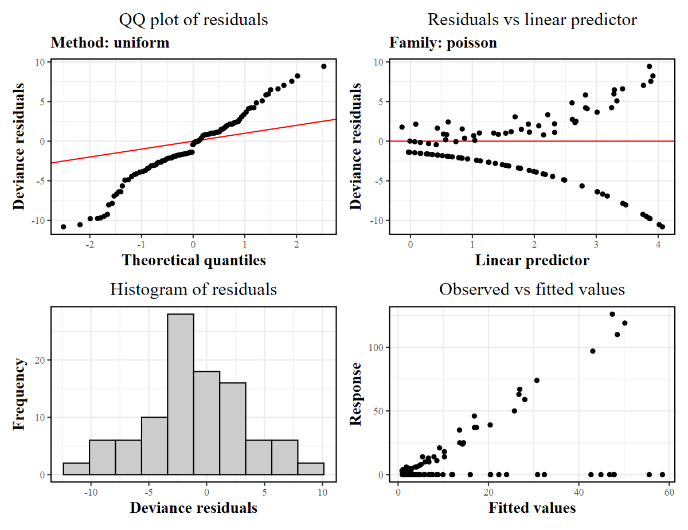 QQ plot of residuals
Method: uniform
Deviance residuals
10
5
0
-5
-10
-2
-1
0
1
2
Theoretical quantiles
Residuals vs linear predictor
Family: poisson
Deviance residuals
10
5
0
-5
-10
0
1
2
3
4
Linear predictor
Histogram of residuals
Frequency
20
10
0
-10
-5
0
5
10
Deviance residuals
Observed vs fitted values
Response
100
50
0
0
20
40
60
Fitted values